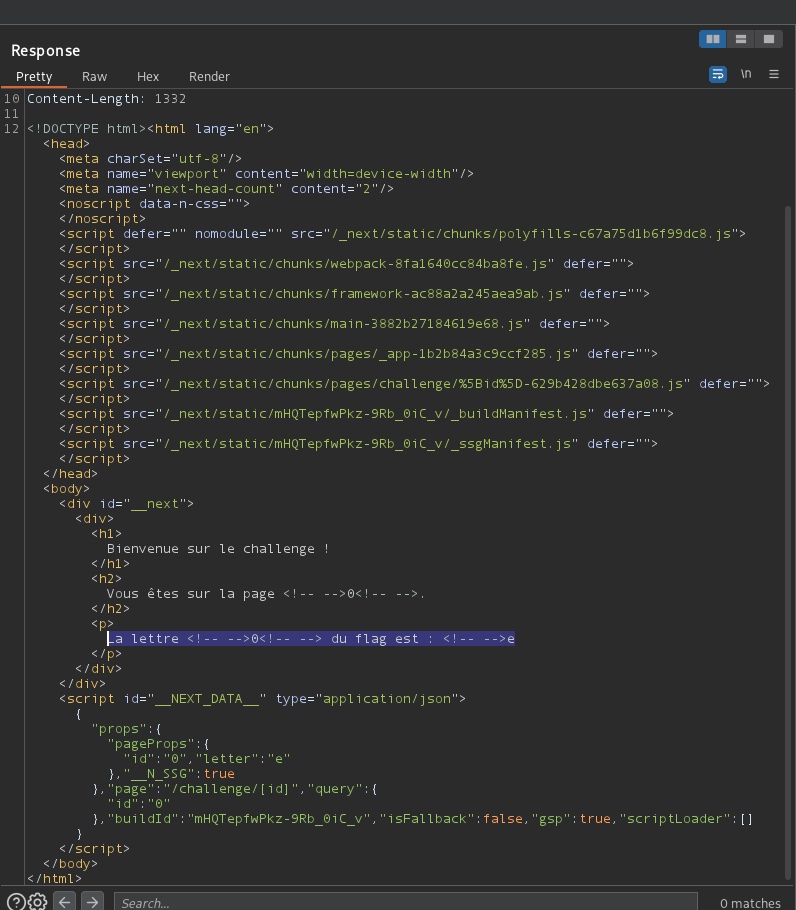 Response
Pretty Raw Hex Render
\n
10 Content-Length: 1332
11
12 <!DOCTYPE html><html lang="en">
<head>
<meta charSet="utf-8"/>
<meta name="viewport" content="width=device-width"/>
<meta name="next-head-count" content="2"/>
<noscript data-n-css="">
</noscript>
<script defer="" nomodule="" src="/_next/static/chunks/polyfills-c67a75d1b6f99dc8.js">
</script>
<script src="/_next/static/chunks/webpack-8fa1640cc84ba8fe.js" defer="">
</script>
<script src="/_next/static/chunks/framework-ac88a2a245aea9ab.js" defer="">
</script>
<script src="/_next/static/chunks/main-3882b27184619e68.js" defer="">
</script>
<script src="/_next/static/chunks/pages/_app-1b2b84a3c9ccf285.js" defer="">
</script>
<script src="/_next/static/chunks/pages/challenge/%5Bid%5D-629b428dbe637a08.js" defer="">
</script>
<script src="/_next/static/mHQTepfwPkz-9Rb_0iC_v/_buildManifest.js" defer="">
</script>
<script src="/_next/static/mHQTepfwPkz-9Rb_0iC_v/_ssgManifest.js" defer="">
</script>
</head>
<body>
<div id="__next">
<div>
<h1>
Bienvenue sur le challenge !
</h1>
<h2>
Vous êtes sur la page <!-- -->0<!-- -->.
</h2>
<p>
La lettre <!-- -->0<!-- --> du flag est : <!-- -->e
</p>
</div>
</div>
<script id="__NEXT_DATA__" type="application/json">
{
"props":{
"pageProps":{
"id":"0","letter":"e"
},"__N_SSG":true
},"page":"/challenge/[id]","query":{
"id":"0"
},"buildId":"mHQTepfwPkz-9Rb_0iC_v","isFallback":false,"gsp":true,"scriptLoader":[]
}
</script>
</body>
</html>
Search... 0 matches